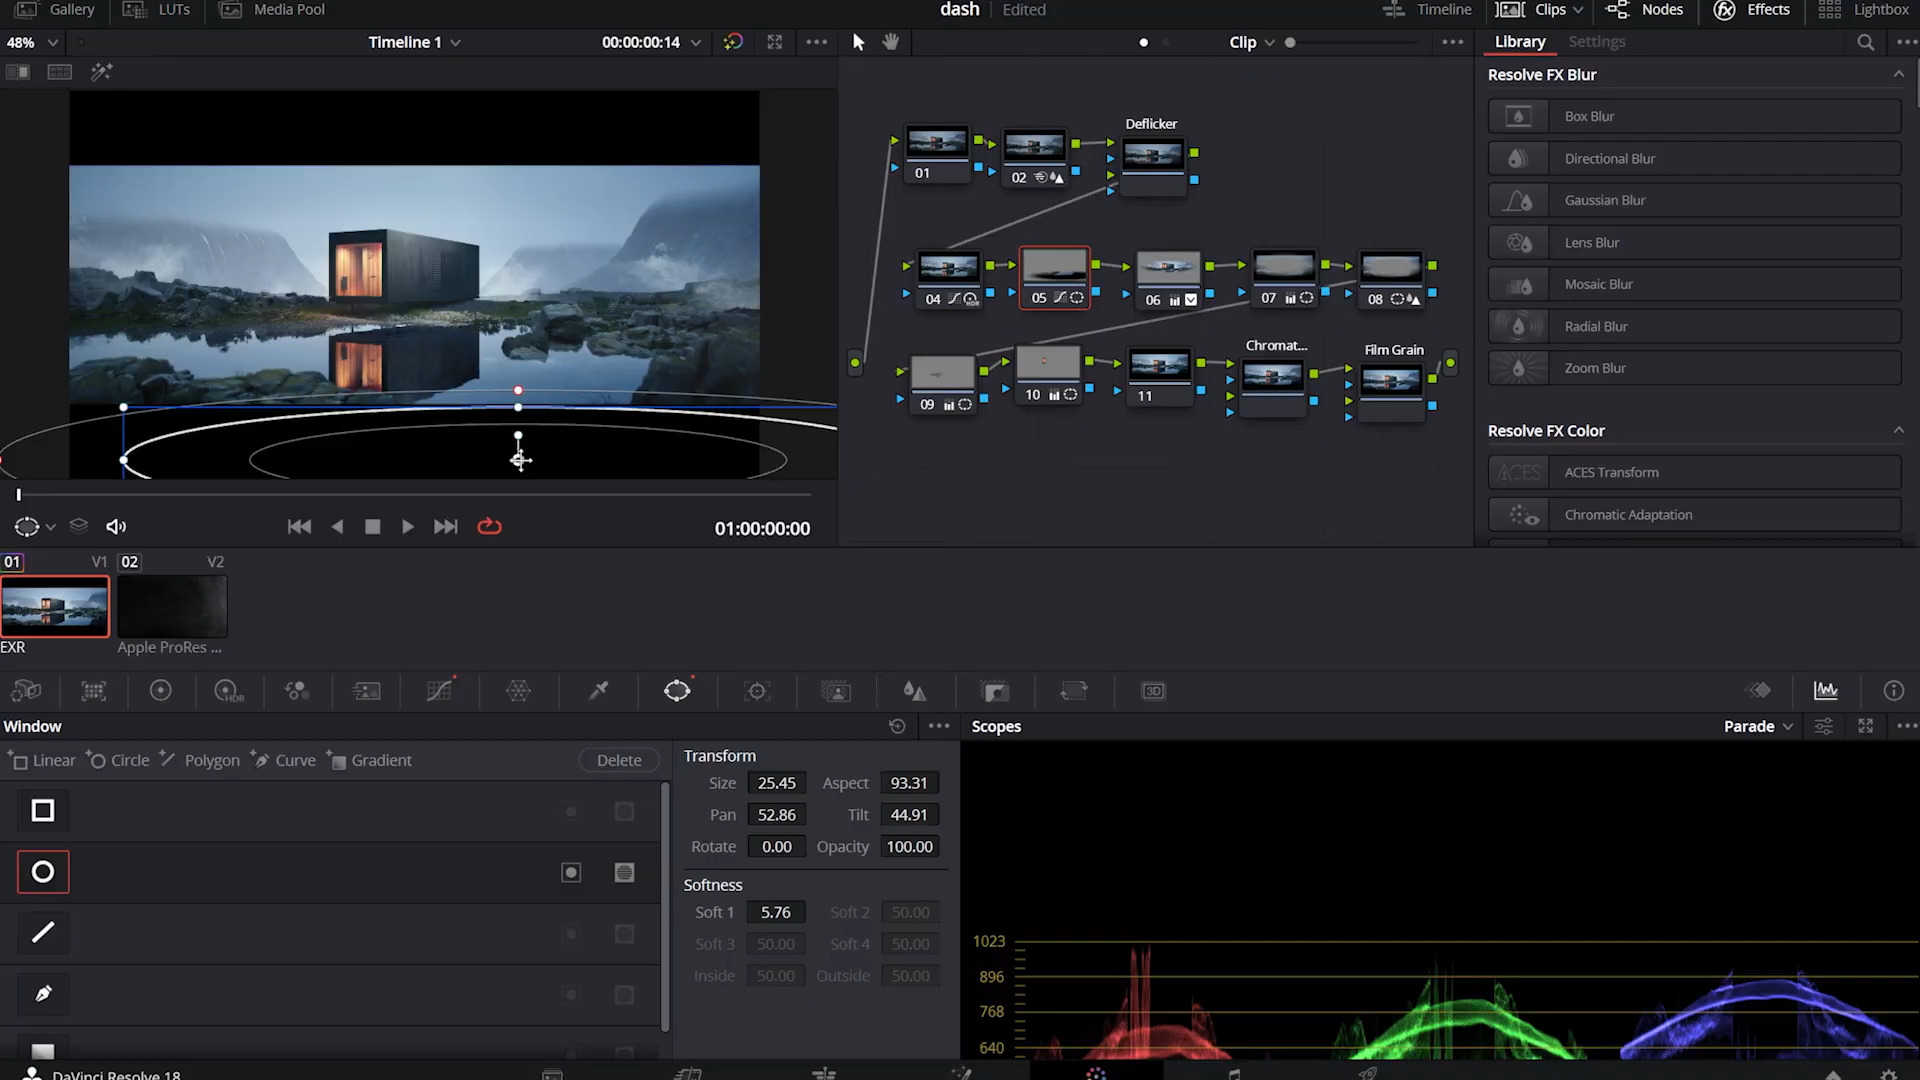 Gallery
LUTs
Media Pool
dash
Edited
Timeline
Clips
Nodes
Effects
Lightbox
48%
Timeline 1
00:00:00:14
Clip
Library
Settings
Resolve FX Blur
Box Blur
Directional Blur
Gaussian Blur
Lens Blur
Mosaic Blur
Radial Blur
Zoom Blur
Resolve FX Color
ACES
ACES Transform
Chromatic Adaptation
Deflicker
01
02
04
HDR
05
06
07
08
Chromat...
Film Grain
09
10
11
01:00:00:00
01
V1
02
V2
EXR
Apple ProRes ...
HDR
3D
Window
Linear
Circle
Polygon
Curve
Gradient
Delete
Transform
Size 25.45 Aspect 93.31
Pan 52.86 Tilt 44.91
Rotate 0.00 Opacity 100.00
Softness
Soft 1 5.76 Soft 2 50.00
Soft 3 50.00 Soft 4 50.00
Inside 50.00 Outside 50.00
Scopes
Parade
1023
896
768
640
DaVinci Resolve 18